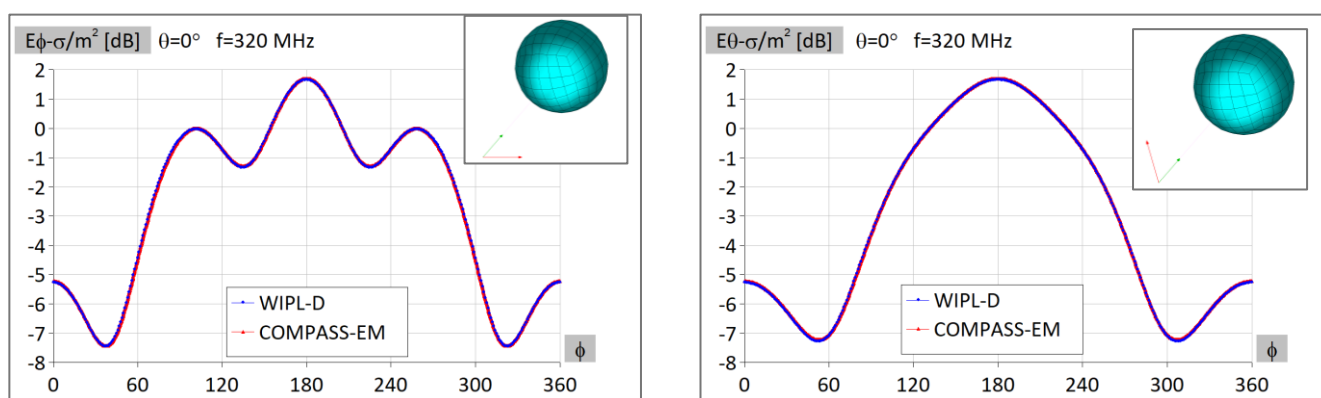 Eϕ-σ/m² [dB] θ=0° f=320 MHz
2
1
0
-1
-2
-3
-4
-5
-6
-7
-8
WIPL-D
COMPASS-EM
ϕ
0 60 120 180 240 300 360
Eθ-σ/m² [dB] θ=0° f=320 MHz
2
1
0
-1
-2
-3
-4
-5
-6
-7
-8
WIPL-D
COMPASS-EM
ϕ
0 60 120 180 240 300 360